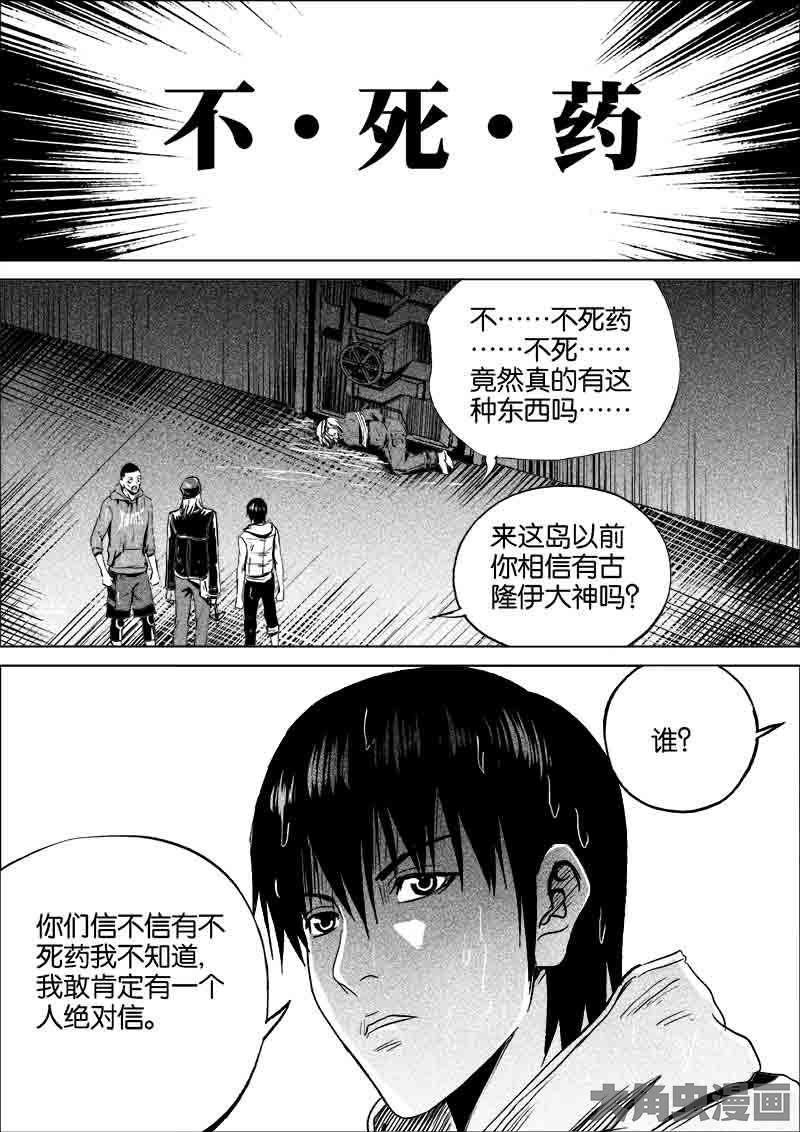 不·死·药
不……不死药
……不死……
竟然真的有这
种东西吗……
来这岛以前
你相信有古
隆伊大神吗?
谁?
你们信不信有不
死药我不知道,
我敢肯定有一个
人绝对信。
大角虫漫画